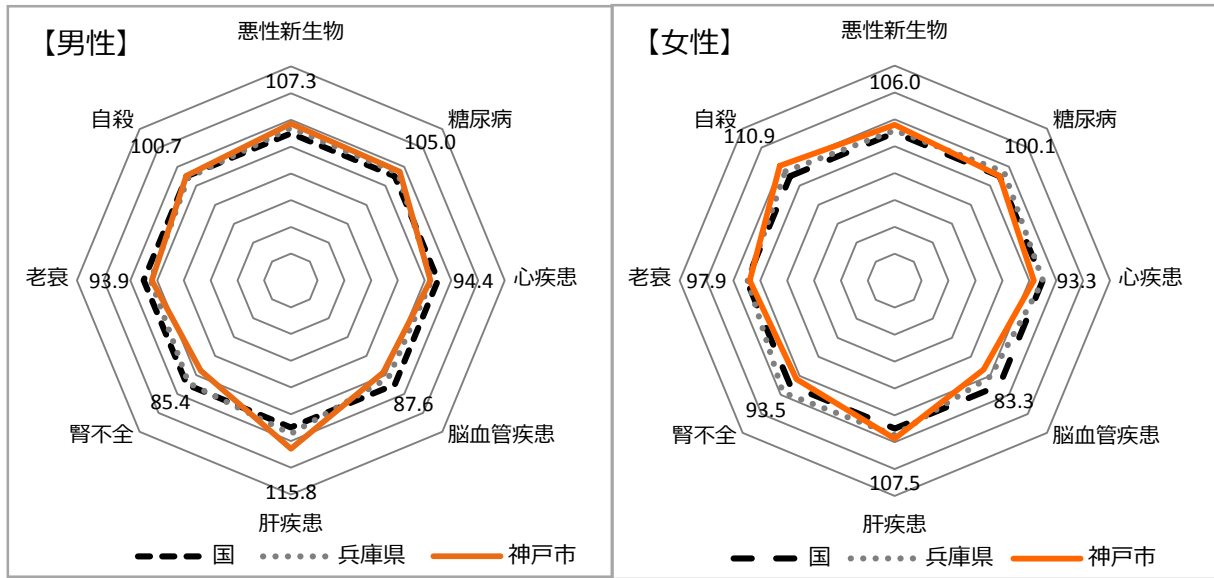 【男性】
悪性新生物
107.3
自殺
100.7
糖尿病
105.0
老衰
93.9
94.4
心疾患
85.4
腎不全
87.6
脳血管疾患
115.8
肝疾患
国
兵庫県
神戸市
【女性】
悪性新生物
106.0
自殺
110.9
糖尿病
100.1
老衰
97.9
93.3
心疾患
93.5
腎不全
83.3
脳血管疾患
107.5
肝疾患
国
兵庫県
神戸市